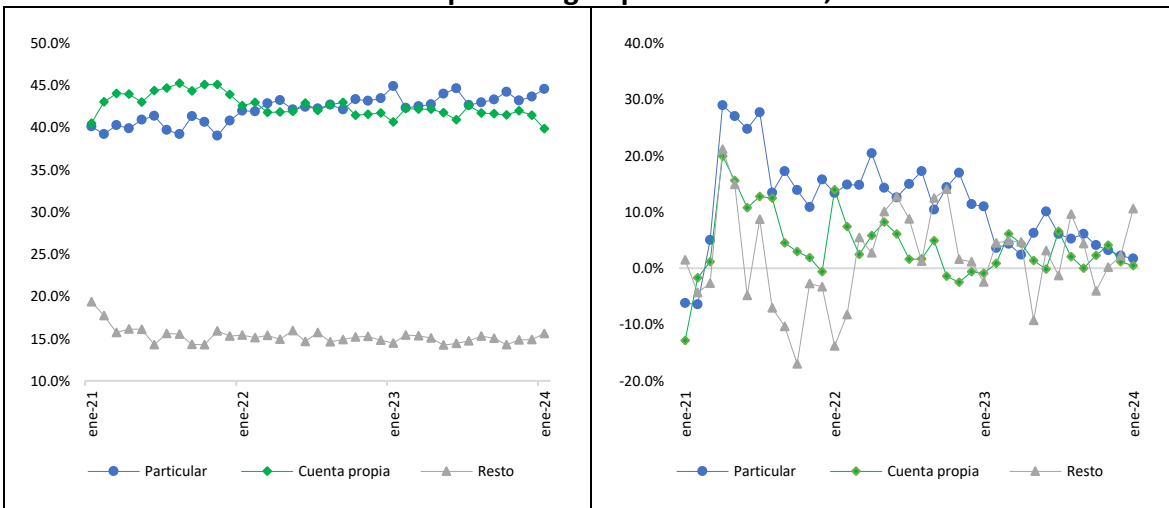 50.0%
45.0%
40.0%
35.0%
30.0%
25.0%
20.0%
15.0%
10.0%
ene-21
ene-22
ene-23
ene-24
Particular Cuenta propia Resto
40.0%
30.0%
20.0%
10.0%
0.0%
-10.0%
-20.0%
ene-21
ene-22
ene-23
ene-24
Particular Cuenta propia Resto